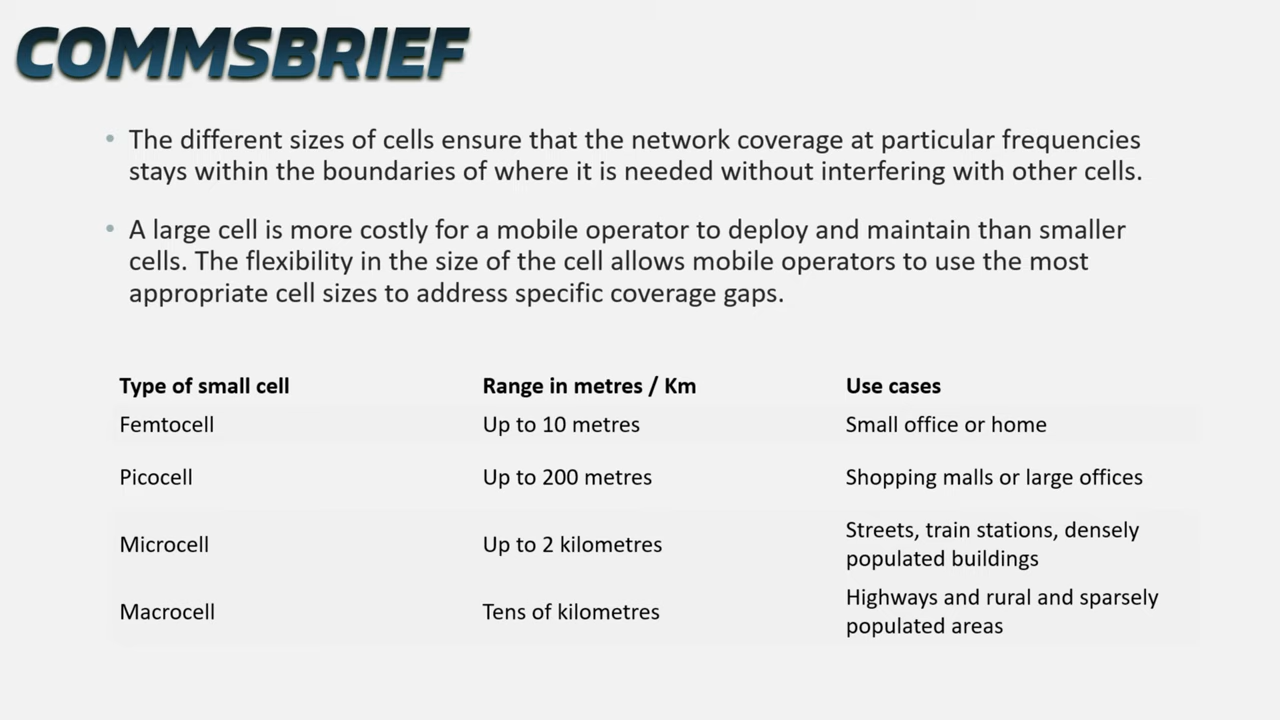 COMMSBRIEF
• The different sizes of cells ensure that the network coverage at particular frequencies
stays within the boundaries of where it is needed without interfering with other cells.
• A large cell is more costly for a mobile operator to deploy and maintain than smaller
cells. The flexibility in the size of the cell allows mobile operators to use the most
appropriate cell sizes to address specific coverage gaps.
Type of small cell Range in metres / Km Use cases
Femtocell Up to 10 metres Small office or home
Picocell Up to 200 metres Shopping malls or large offices
Microcell Up to 2 kilometres Streets, train stations, densely
populated buildings
Macrocell Tens of kilometres Highways and rural and sparsely
populated areas